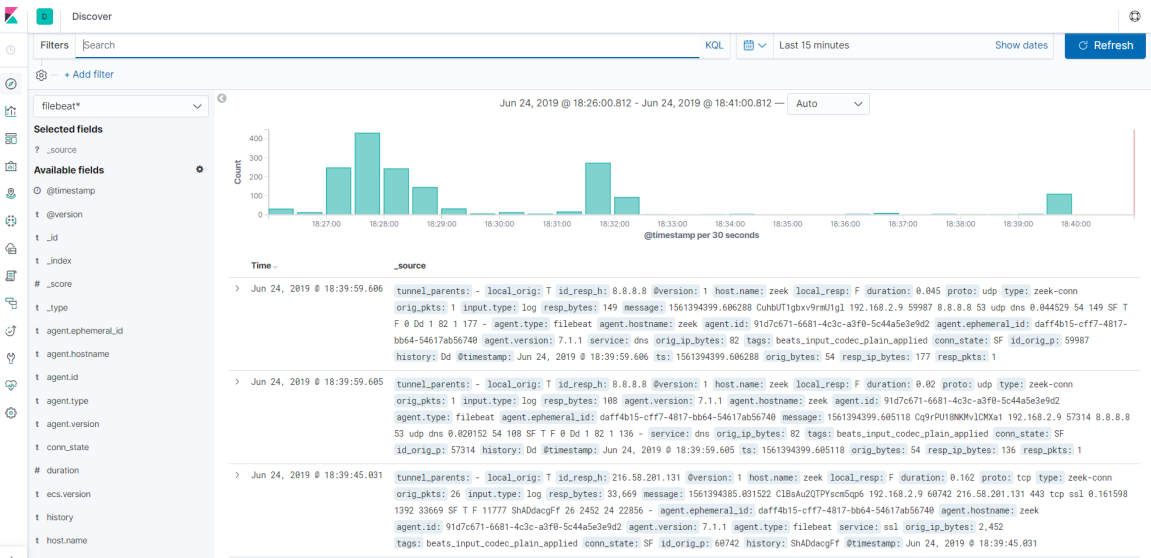 D Discover
Filters Search KQL Last 15 minutes Show dates Refresh
+ Add filter
filebeat*
Selected fields
? _source
Available fields
@timestamp
t @version
t _id
t _index
# _score
t _type
t agent.ephemeral_id
t agent.hostname
t agent.id
t agent.type
t agent.version
t conn_state
# duration
t ecs.version
t history
t host.name
Jun 24, 2019 @ 18:26:00.812 - Jun 24, 2019 @ 18:41:00.812 — Auto
Count
400
300
200
100
0
18:27:00 18:28:00 18:29:00 18:30:00 18:31:00 18:32:00 18:33:00 18:34:00 18:35:00 18:36:00 18:37:00 18:38:00 18:39:00 18:40:00
@timestamp per 30 seconds
Time _source
Jun 24, 2019 @ 18:39:59.606 tunnel_parents: - local_orig: T id_resp_h: 8.8.8.8 @version: 1 host.name: zeek local_resp: F duration: 0.045 proto: udp type: zeek-conn
orig_pkts: 1 input.type: log resp_bytes: 149 message: 1561394399.606288 CuhbUT1gbxv9rmU1gl 192.168.2.9 59987 8.8.8.8 53 udp dns 0.044529 54 149 SF T
F 0 Dd 1 82 1 177 - agent.type: filebeat agent.hostname: zeek agent.id: 91d7c671-6681-4c3c-a3f0-5c44a5e3e9d2 agent.ephemeral_id: daff4b15-cff7-4817-
bb64-54617ab56740 agent.version: 7.1.1 service: dns orig_ip_bytes: 82 tags: beats_input_codec_plain_applied conn_state: SF id_orig_p: 59987
history: Dd @timestamp: Jun 24, 2019 @ 18:39:59.606 ts: 1561394399.606288 orig_bytes: 54 resp_ip_bytes: 177 resp_pkts: 1
Jun 24, 2019 @ 18:39:59.605 tunnel_parents: - local_orig: T id_resp_h: 8.8.8.8 @version: 1 host.name: zeek local_resp: F duration: 0.02 proto: udp type: zeek-conn
orig_pkts: 1 input.type: log resp_bytes: 108 agent.version: 7.1.1 agent.hostname: zeek agent.id: 91d7c671-6681-4c3c-a3f0-5c44a5e3e9d2
agent.type: filebeat agent.ephemeral_id: daff4b15-cff7-4817-bb64-54617ab56740 message: 1561394399.605118 Cq9rPU18NKMvlCMXa1 192.168.2.9 57314 8.8.8.8
53 udp dns 0.020152 54 108 SF T F 0 Dd 1 82 1 136 - service: dns orig_ip_bytes: 82 tags: beats_input_codec_plain_applied conn_state: SF
id_orig_p: 57314 history: Dd @timestamp: Jun 24, 2019 @ 18:39:59.605 ts: 1561394399.605118 orig_bytes: 54 resp_ip_bytes: 136 resp_pkts: 1
Jun 24, 2019 @ 18:39:45.031 tunnel_parents: - local_orig: T id_resp_h: 216.58.201.131 @version: 1 host.name: zeek local_resp: F duration: 0.162 proto: tcp type: zeek-conn
orig_pkts: 26 input.type: log resp_bytes: 33,669 message: 1561394385.031522 ClBsAu2QTPYscm5qp6 192.168.2.9 60742 216.58.201.131 443 tcp ssl 0.161598
1392 33669 SF T F 11777 ShADdacgFf 26 2452 24 22856 - agent.ephemeral_id: daff4b15-cff7-4817-bb64-54617ab56740 agent.hostname: zeek
agent.id: 91d7c671-6681-4c3c-a3f0-5c44a5e3e9d2 agent.version: 7.1.1 agent.type: filebeat service: ssl orig_ip_bytes: 2,452
tags: beats_input_codec_plain_applied conn_state: SF id_orig_p: 60742 history: ShADdacgFf @timestamp: Jun 24, 2019 @ 18:39:45.031